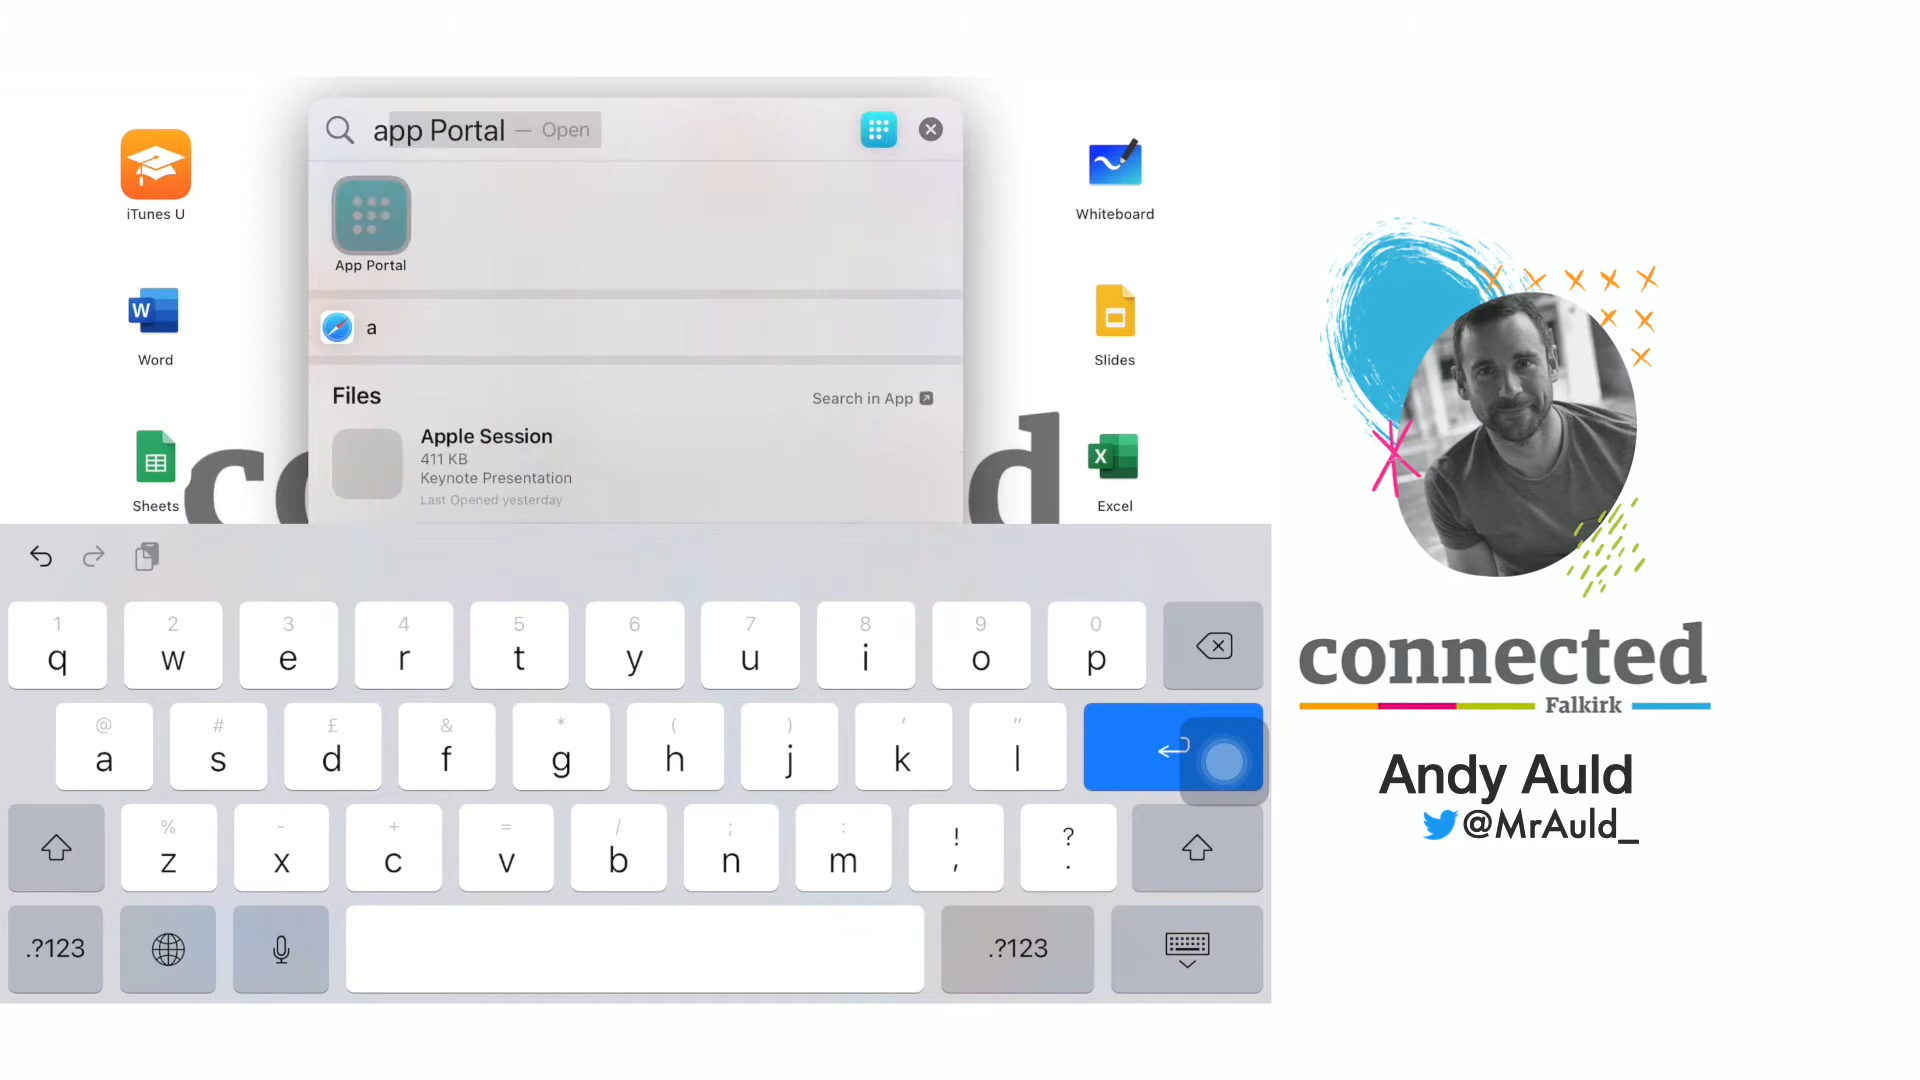 app Portal — Open
App Portal
a
Files
Search in App
Apple Session
411 KB
Keynote Presentation
Last Opened yesterday
iTunes U
Word
W
Sheets
Whiteboard
Slides
X
Excel
co
d
1 2 3 4 5 6 7 8 9 0
q w e r t y u i o p
@ # £ & * ( ) ' "
a s d f g h j k l
% - + = / ; : ! ?
z x c v b n m , .
.?123
.?123
connected
Falkirk
Andy Auld
@MrAuld_